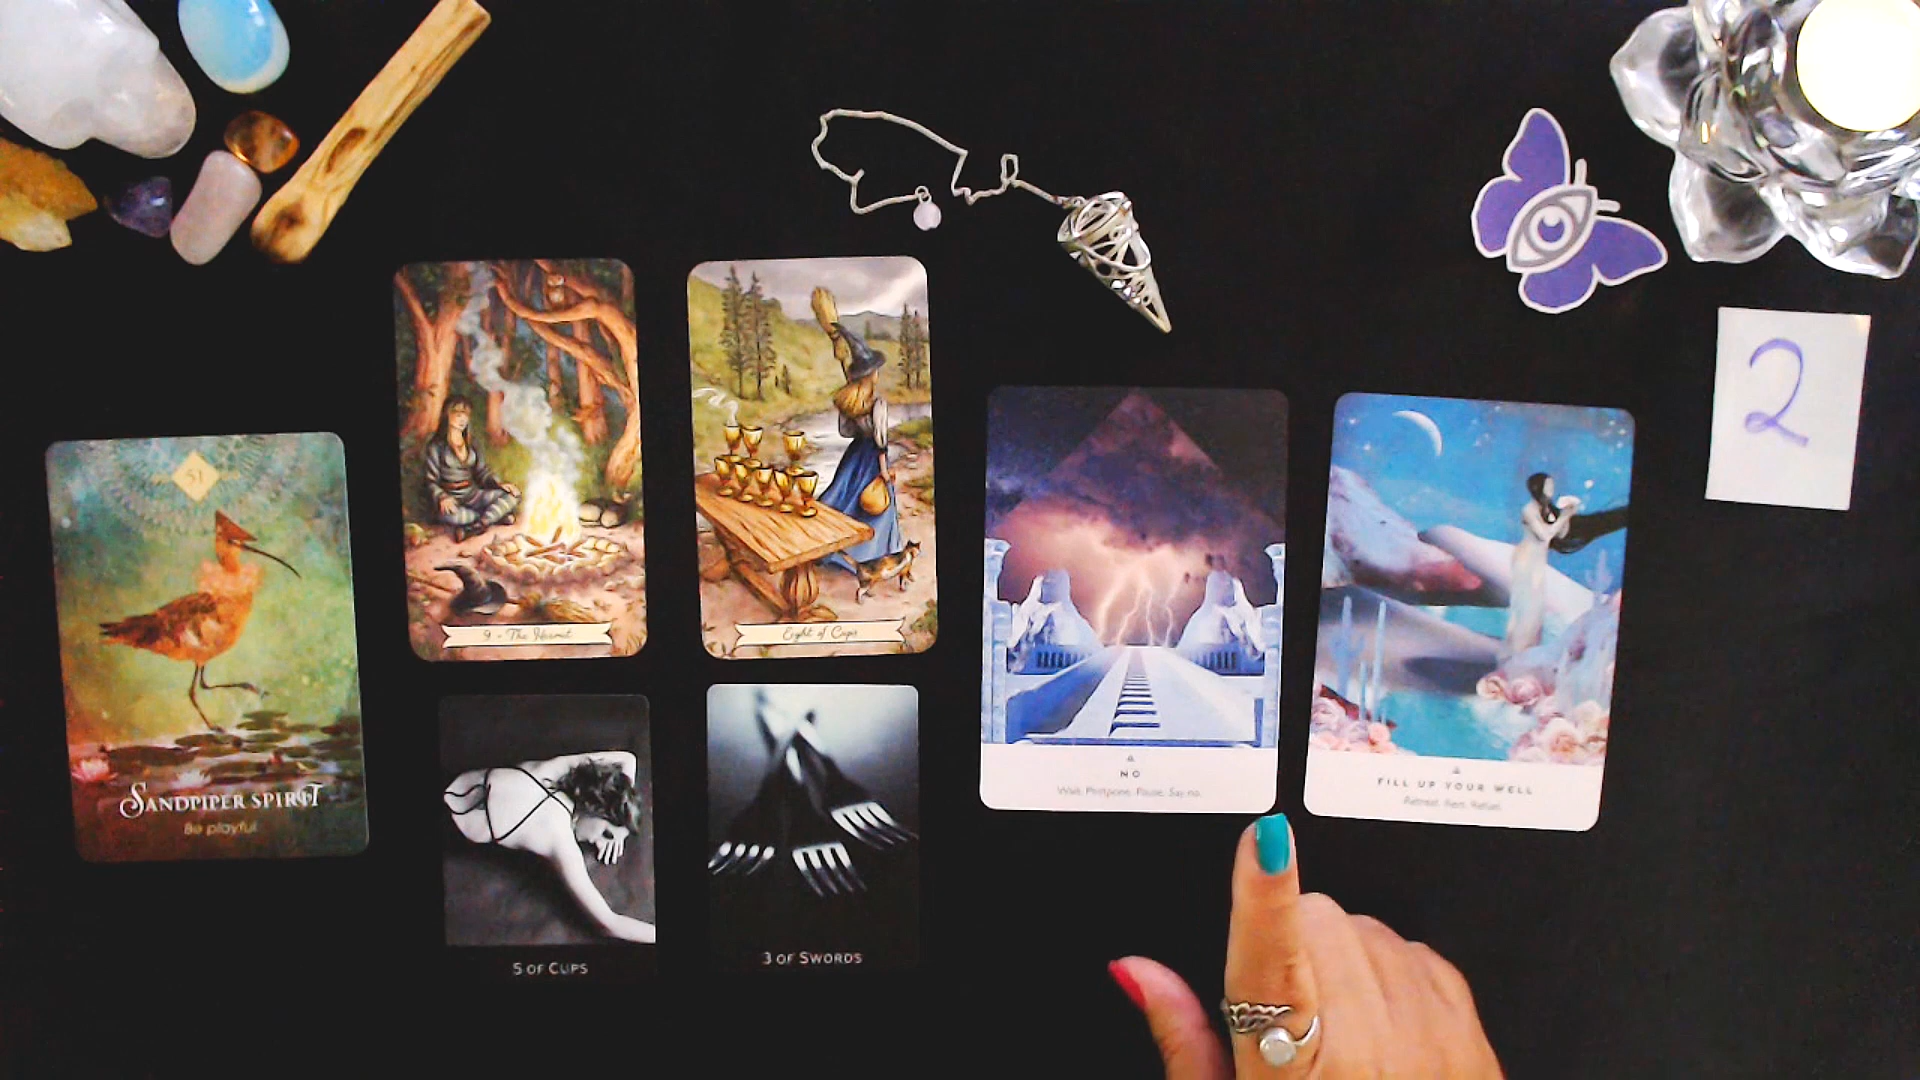 51
SANDPIPER SPIRIT
Be playful
9 - The Hermit
Eight of Cups
5 OF CUPS
3 OF SWORDS
NO
Wait. Postpone. Pause. Say no.
FILL UP YOUR WELL
Retreat. Rest. Refuel.
2